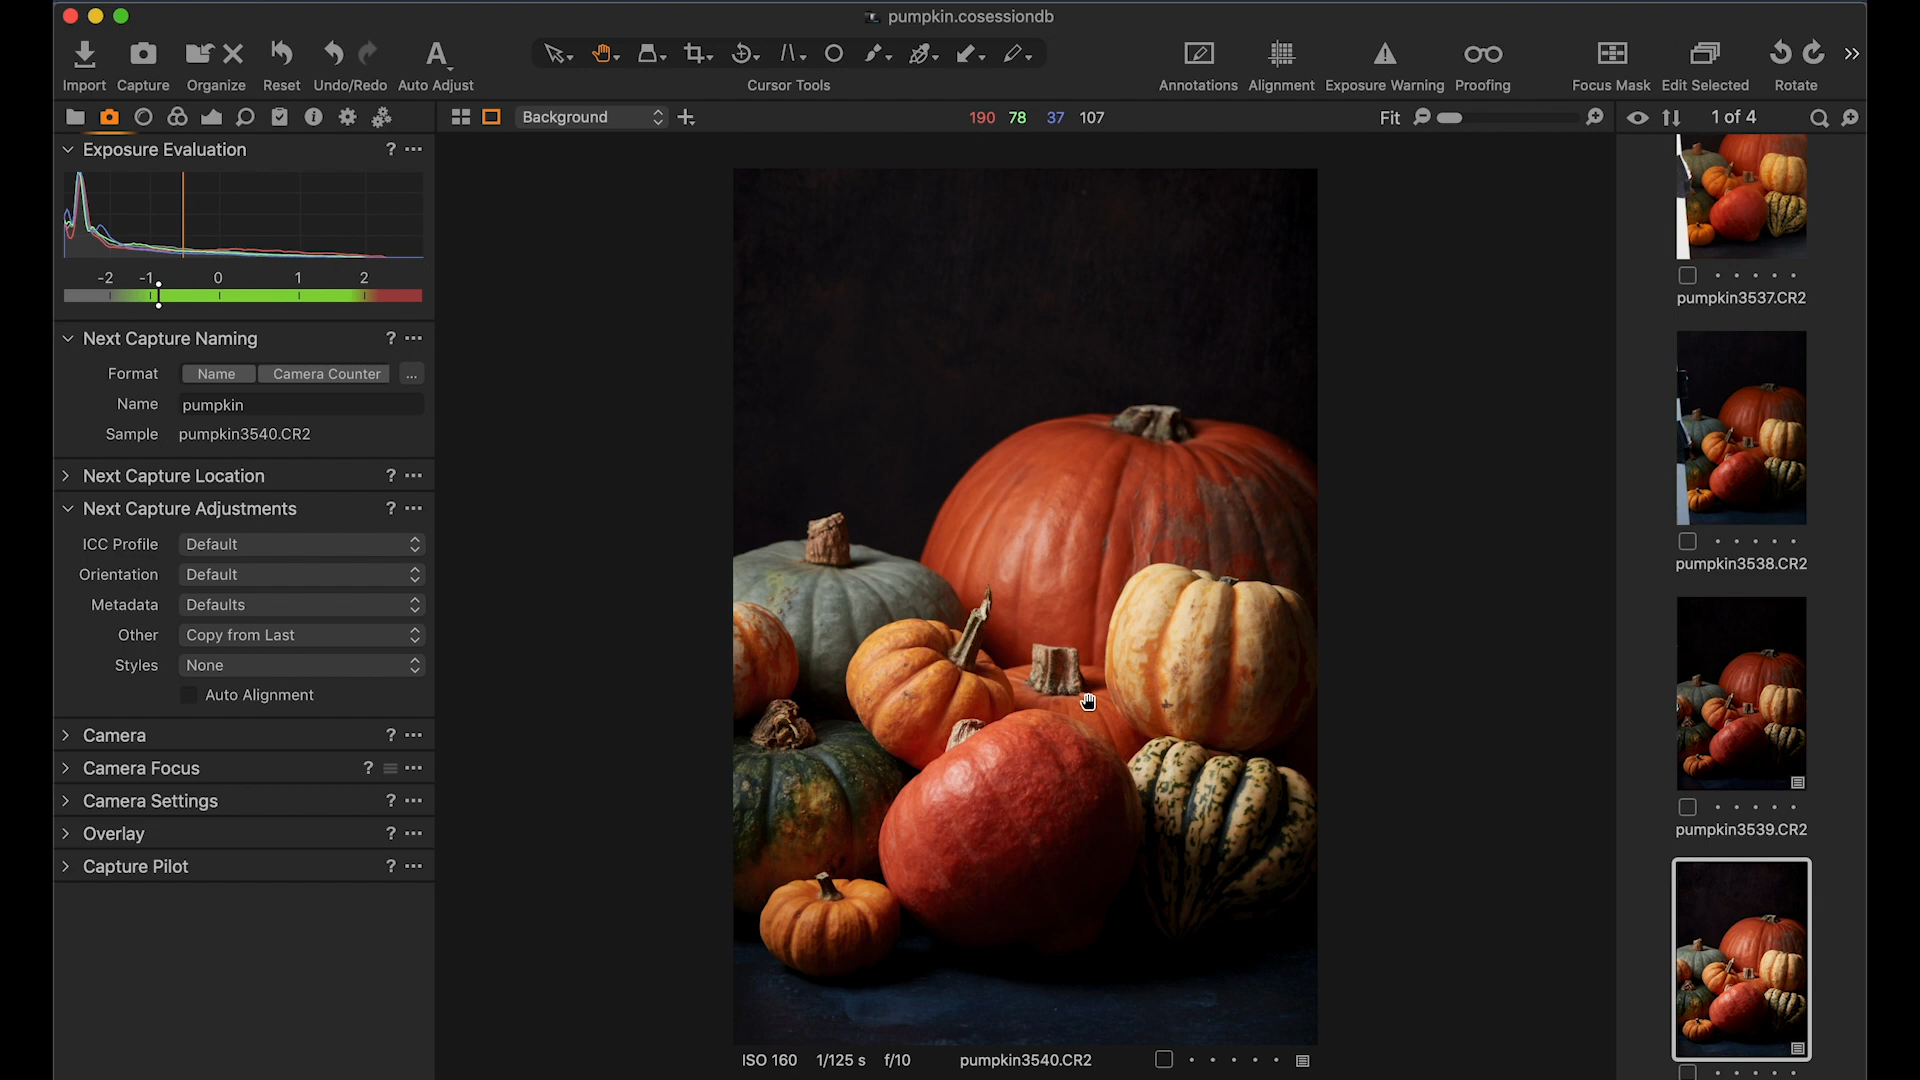 pumpkin.cosessiondb
Import Capture Organize Reset Undo/Redo Auto Adjust Cursor Tools Annotations Alignment Exposure Warning Proofing Focus Mask Edit Selected Rotate
Background 190 78 37 107 Fit 1 of 4
Exposure Evaluation ? ...
-2 -1 0 1 2
Next Capture Naming ? ...
Format Name Camera Counter ...
Name pumpkin
Sample pumpkin3540.CR2
Next Capture Location ? ...
Next Capture Adjustments ? ...
ICC Profile Default
Orientation Default
Metadata Defaults
Other Copy from Last
Styles None
Auto Alignment
Camera ? ...
Camera Focus ? ...
Camera Settings ? ...
Overlay ? ...
Capture Pilot ? ...
ISO 160 1/125 s f/10 pumpkin3540.CR2
pumpkin3537.CR2
pumpkin3538.CR2
pumpkin3539.CR2